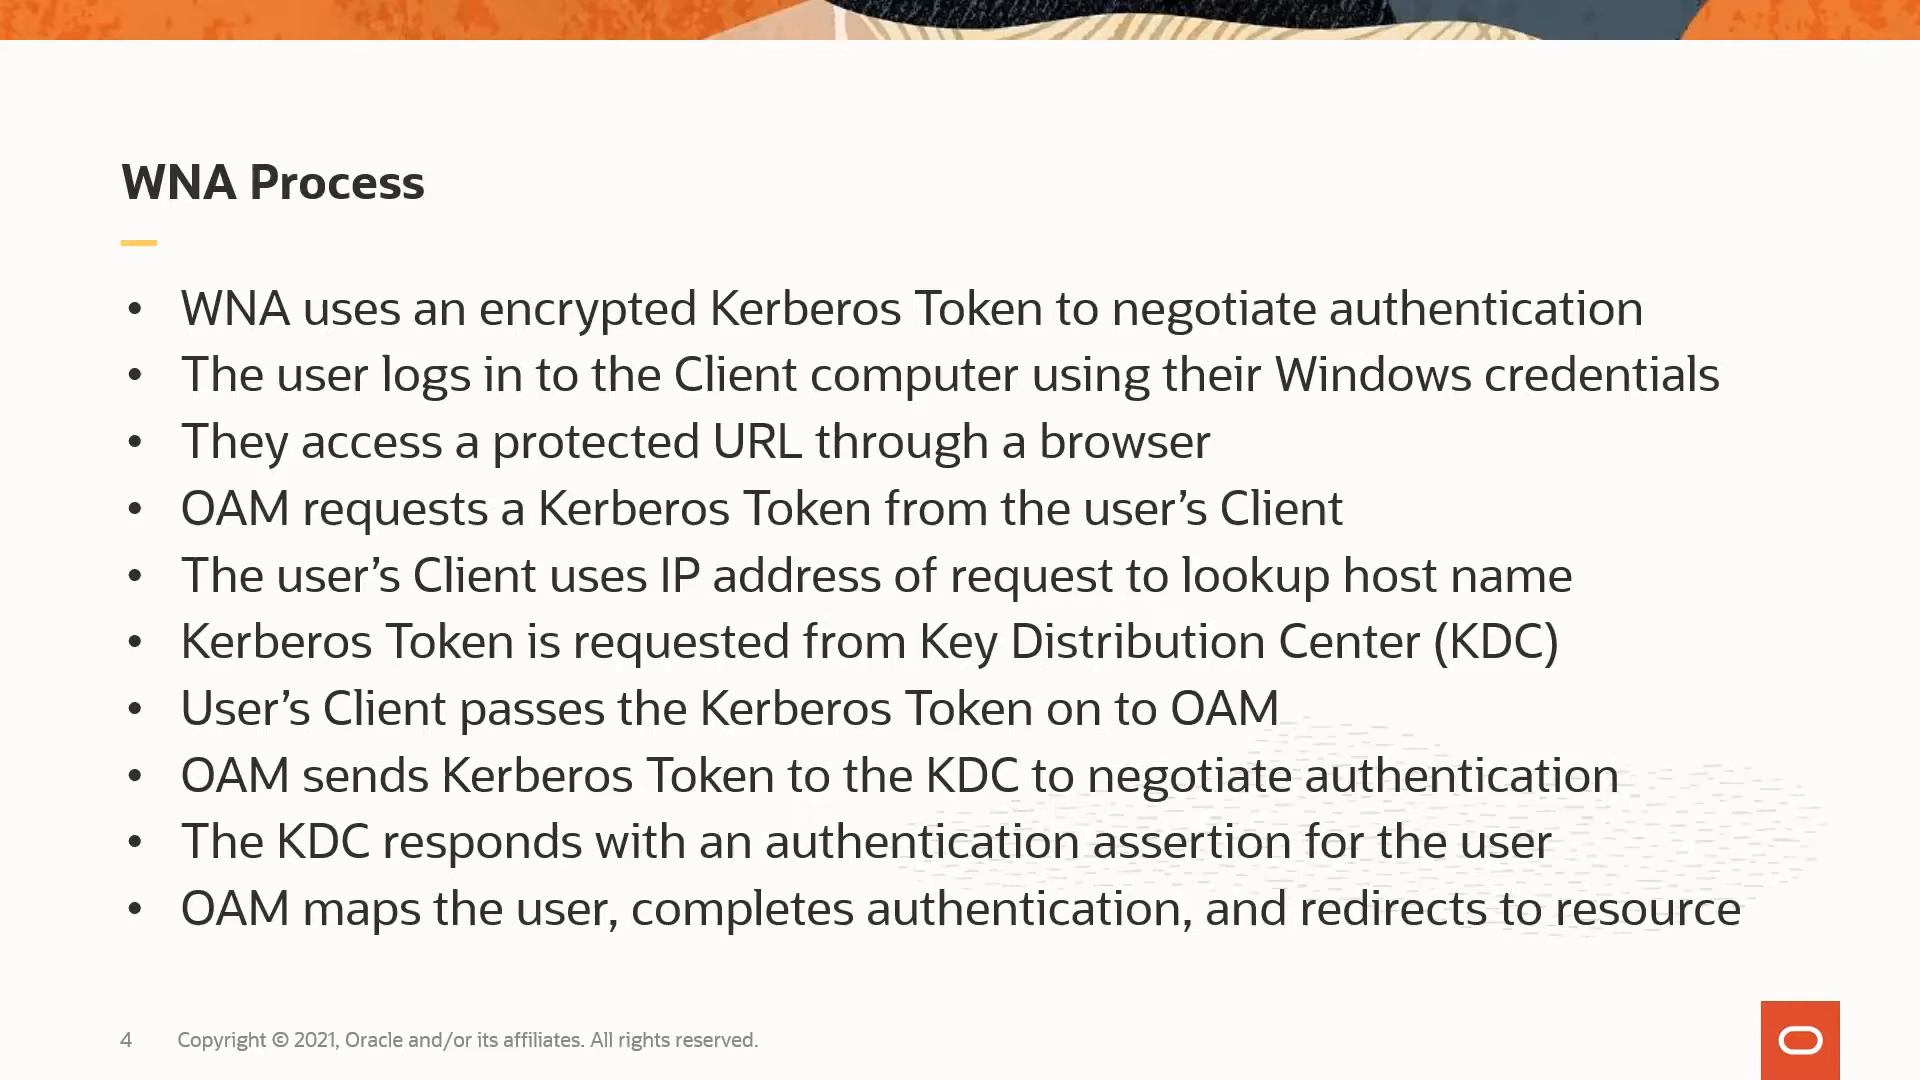 WNA Process
• WNA uses an encrypted Kerberos Token to negotiate authentication
• The user logs in to the Client computer using their Windows credentials
• They access a protected URL through a browser
• OAM requests a Kerberos Token from the user’s Client
• The user’s Client uses IP address of request to lookup host name
• Kerberos Token is requested from Key Distribution Center (KDC)
• User’s Client passes the Kerberos Token on to OAM
• OAM sends Kerberos Token to the KDC to negotiate authentication
• The KDC responds with an authentication assertion for the user
• OAM maps the user, completes authentication, and redirects to resource
4 Copyright © 2021, Oracle and/or its affiliates. All rights reserved.